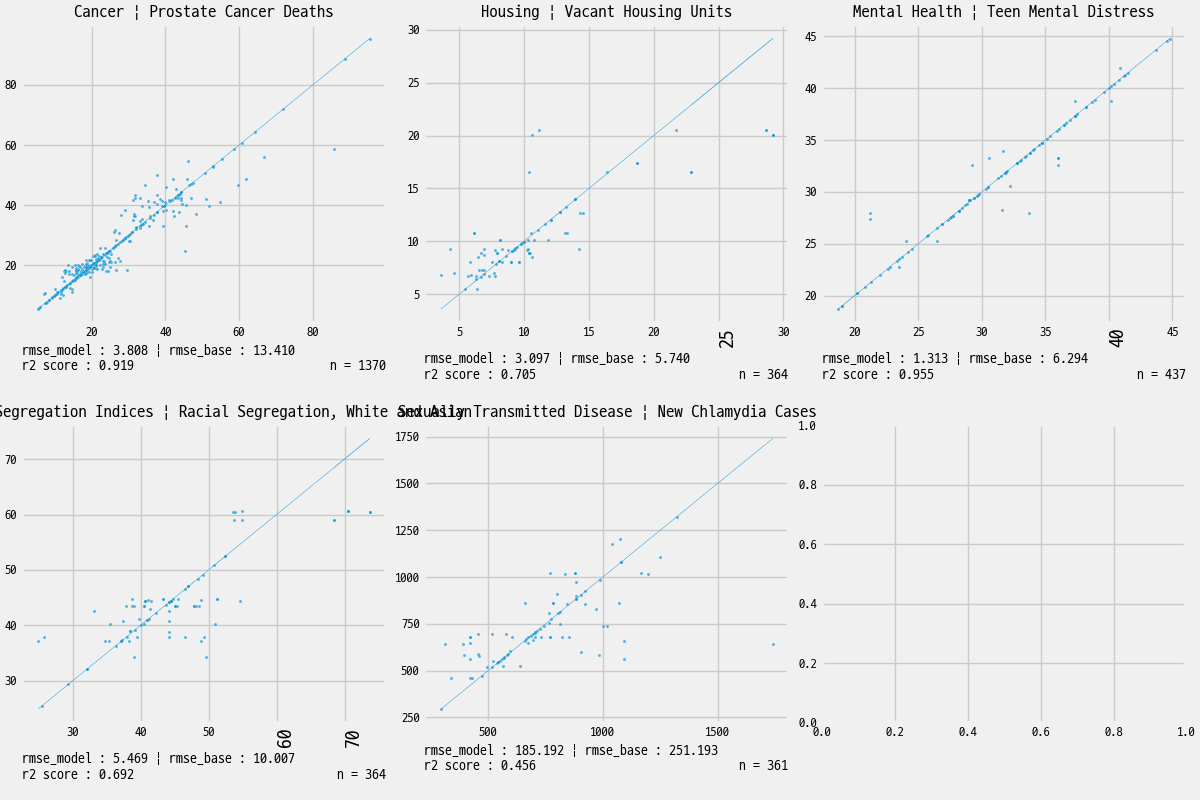 Cancer ¦ Prostate Cancer Deaths
80
60
40
20
20 40 60 80
rmse_model : 3.808 ¦ rmse_base : 13.410
r2 score : 0.919 n = 1370
Housing ¦ Vacant Housing Units
30
25
20
15
10
5
5 10 15 20 25 30
rmse_model : 3.097 ¦ rmse_base : 5.740
r2 score : 0.705 n = 364
Mental Health ¦ Teen Mental Distress
45
40
35
30
25
20
20 25 30 35 40 45
rmse_model : 1.313 ¦ rmse_base : 6.294
r2 score : 0.955 n = 437
Segregation Indices ¦ Racial Segregation, White and Asian
70
60
50
40
30
30 40 50 60 70
rmse_model : 5.469 ¦ rmse_base : 10.007
r2 score : 0.692 n = 364
Sexually Transmitted Disease ¦ New Chlamydia Cases
1750
1500
1250
1000
750
500
250
500 1000 1500
rmse_model : 185.192 ¦ rmse_base : 251.193
r2 score : 0.456 n = 361
1.0
0.8
0.6
0.4
0.2
0.0
0.0 0.2 0.4 0.6 0.8 1.0